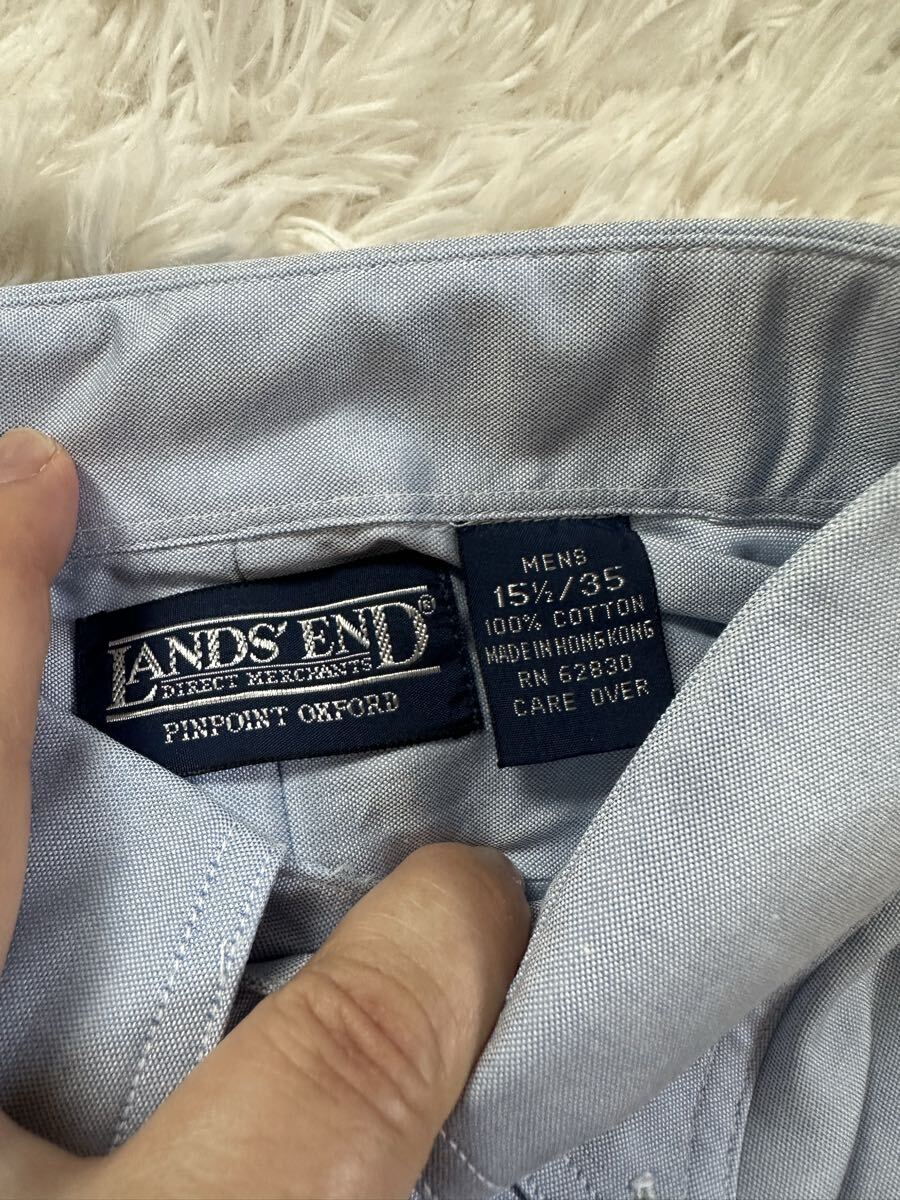 LANDS' END®
DIRECT MERCHANTS
PINPOINT OXFORD
MENS
15½/35
100% COTTON
MADE IN HONG KONG
RN 62830
CARE OVER